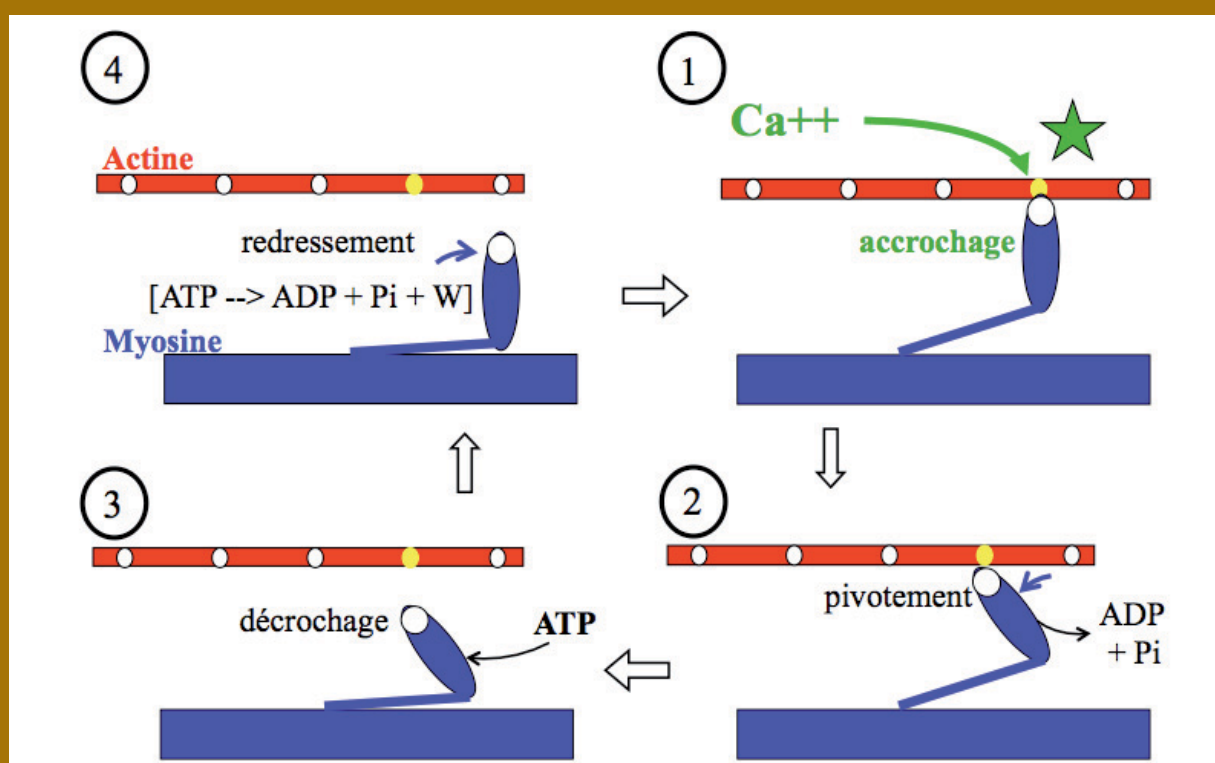 4
Actine
redressement
[ATP --> ADP + Pi + W]
Myosine
1
Ca++
accrochage
3
décrochage
ATP
2
pivotement
ADP
+ Pi